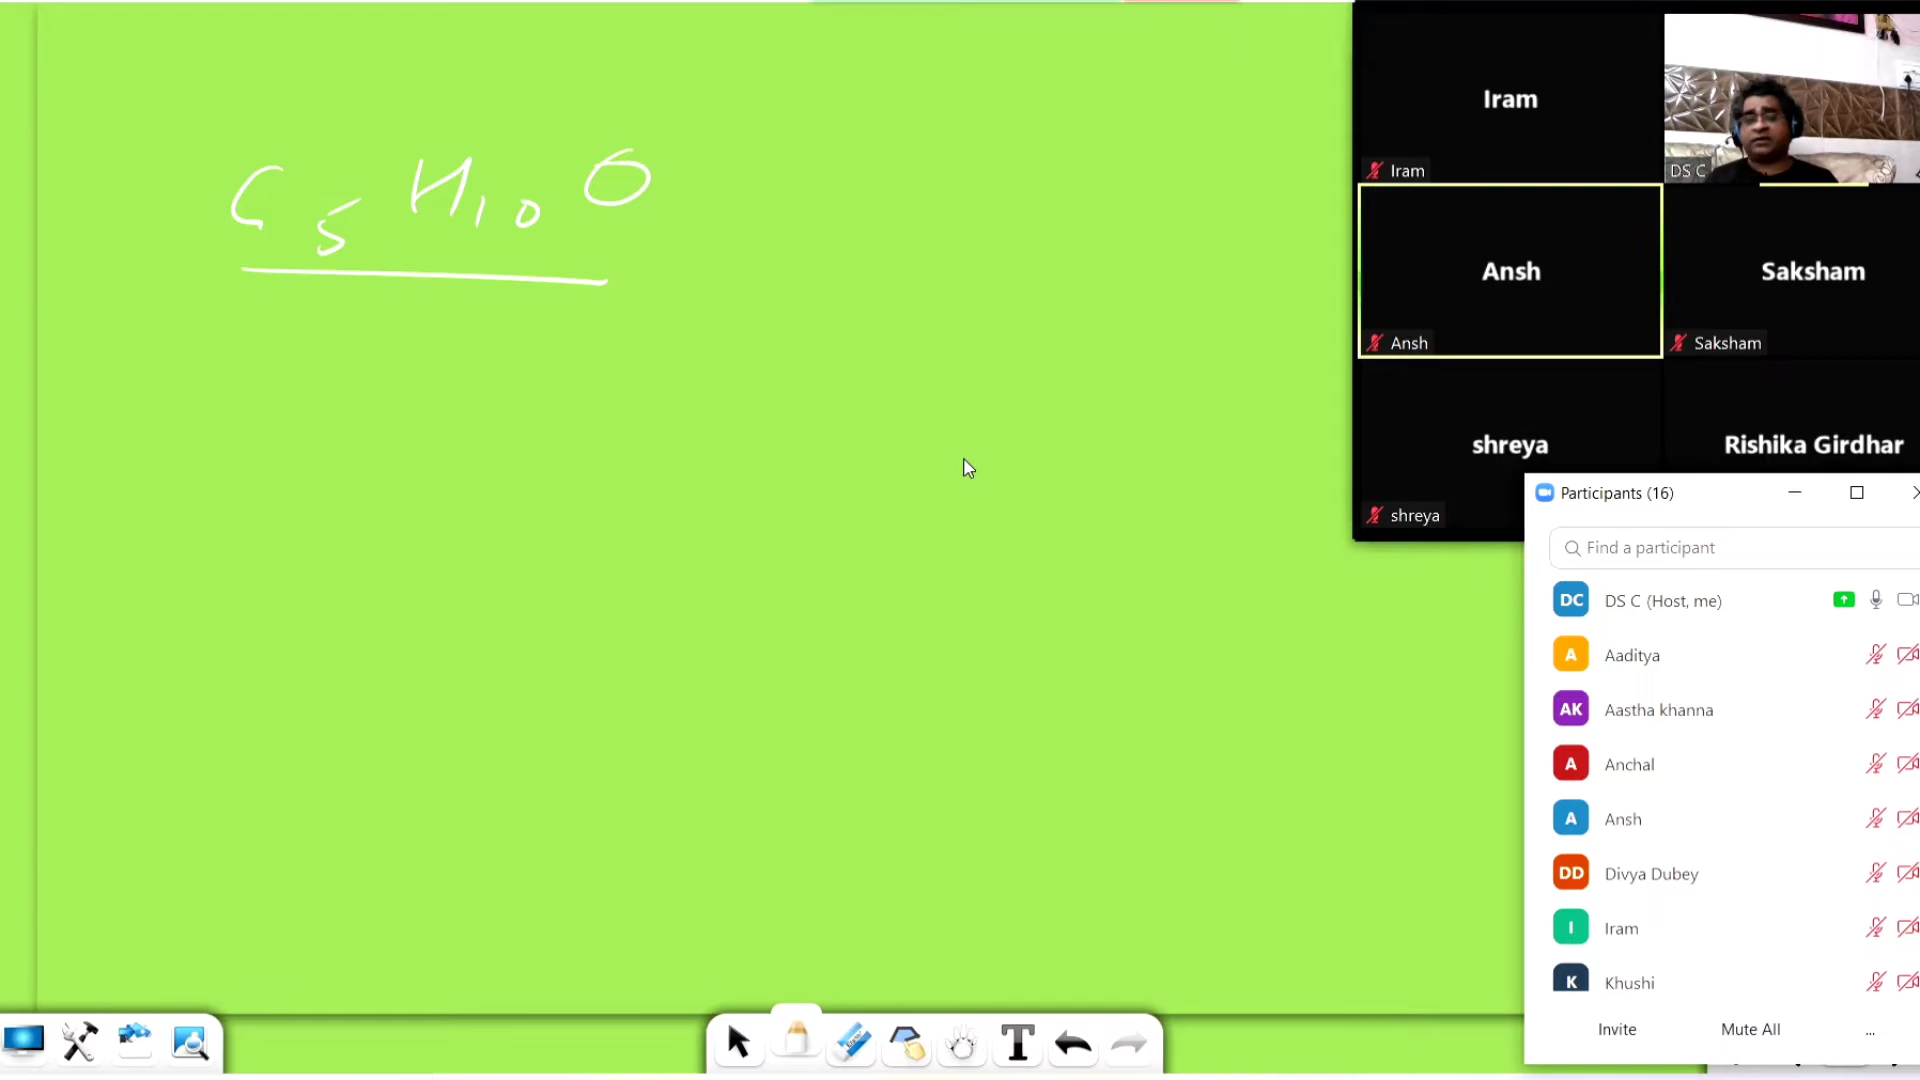 C5H10O
Iram
Iram
DS C
Ansh
Ansh
Saksham
Saksham
shreya
shreya
Rishika Girdhar
Participants (16)
Find a participant
DC DS C (Host, me)
A Aaditya
AK Aastha khanna
A Anchal
A Ansh
DD Divya Dubey
I Iram
K Khushi
Invite Mute All ...
T